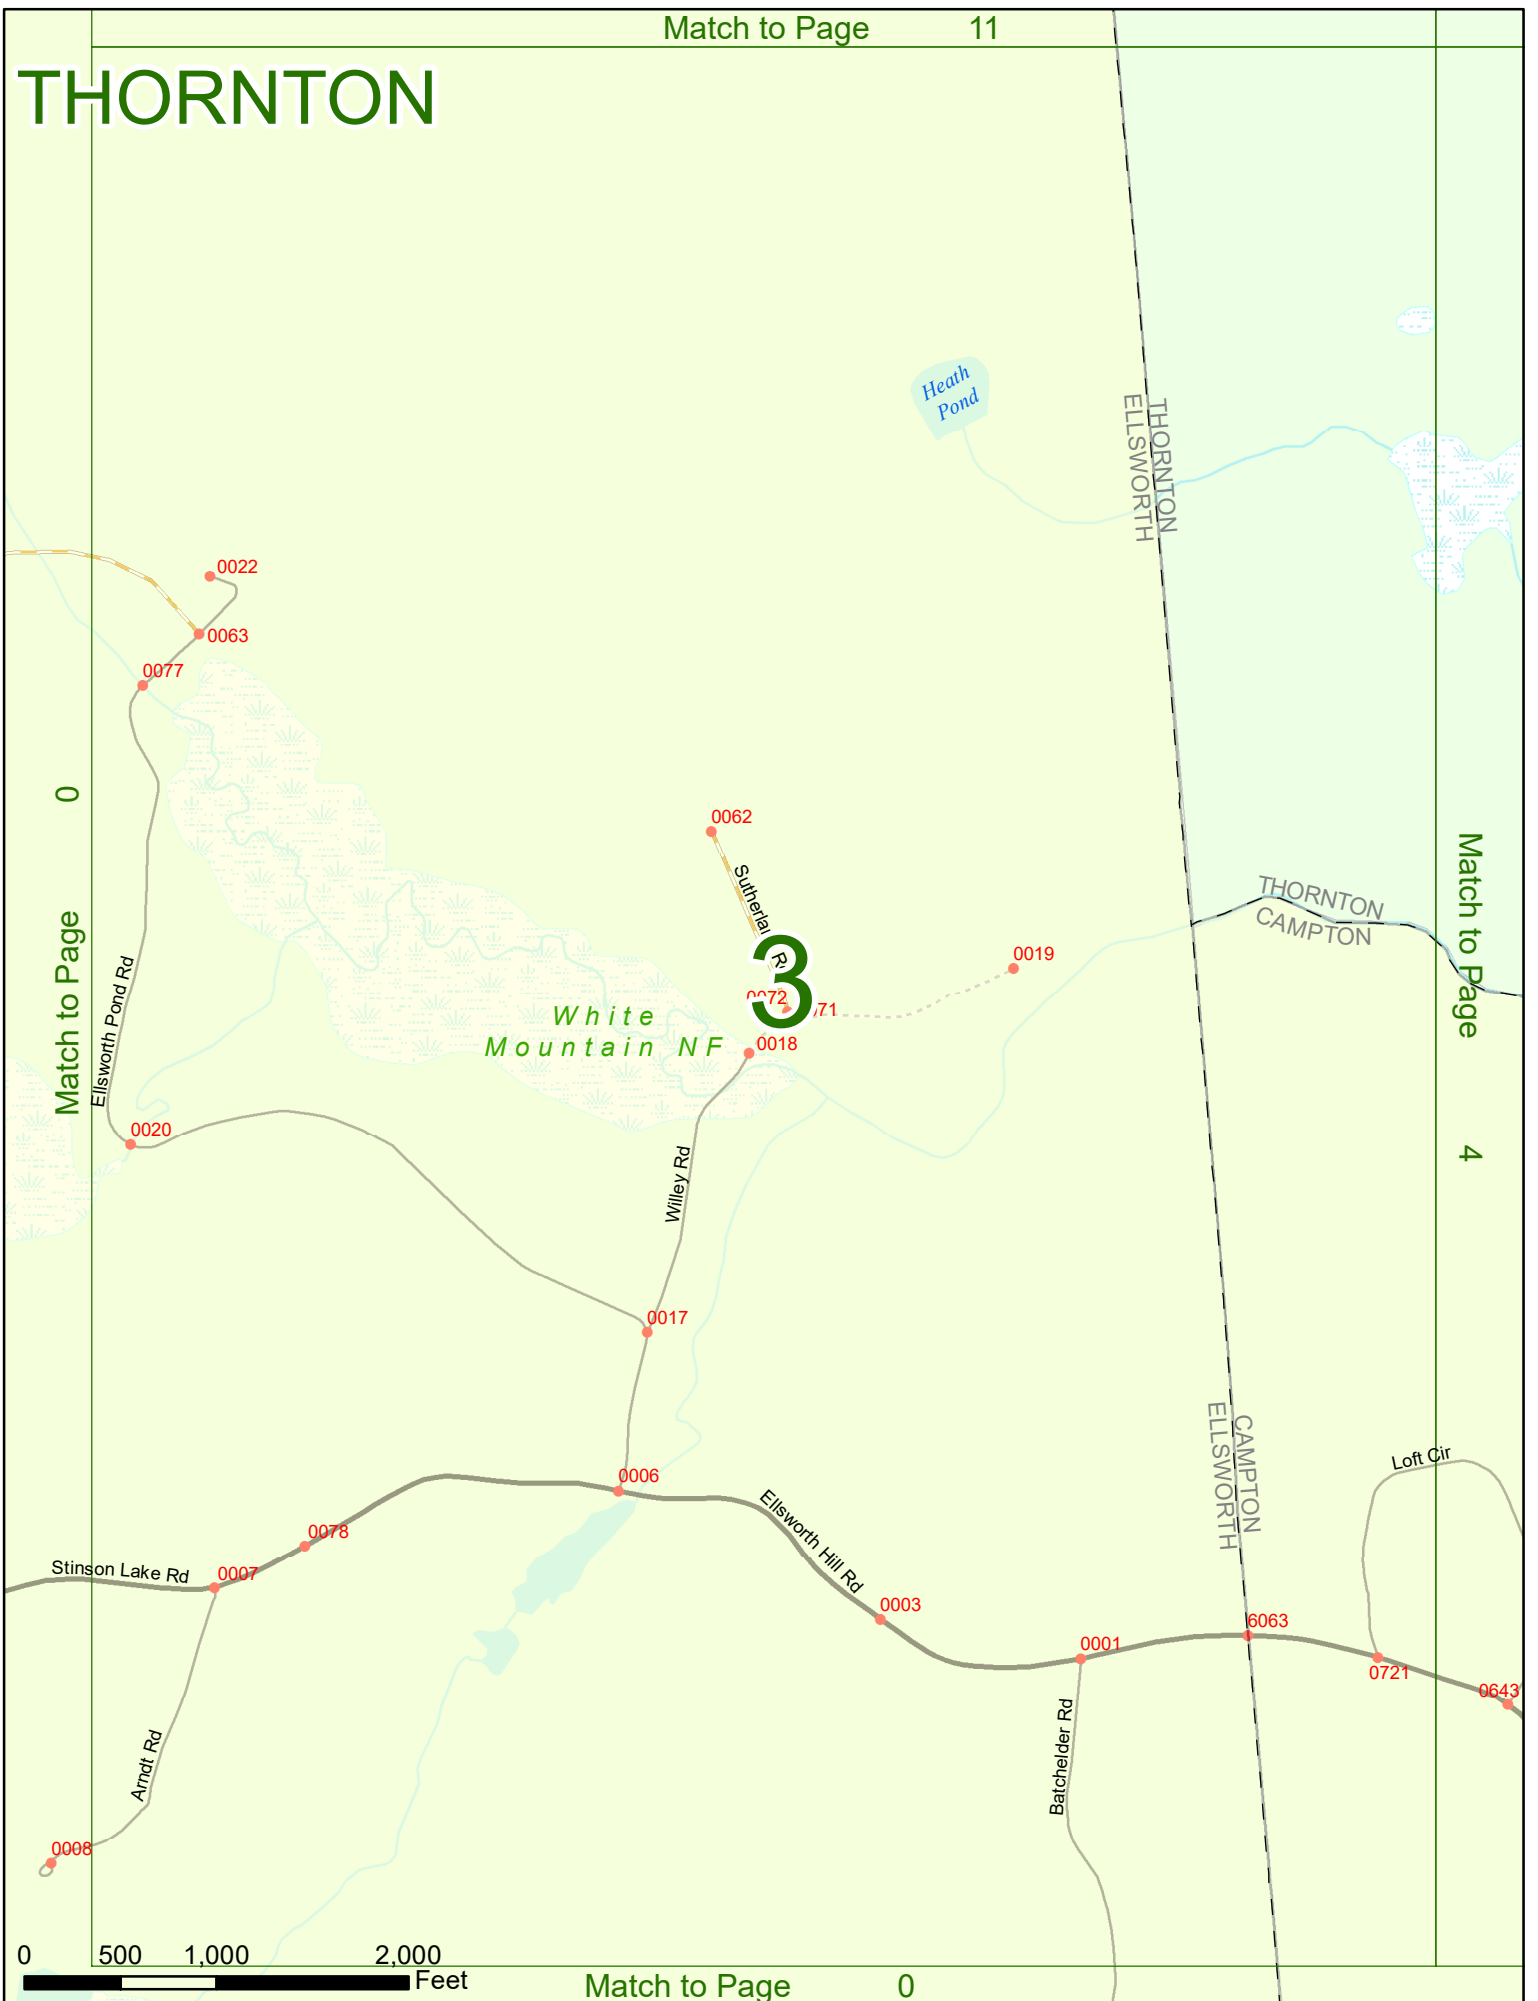 Match to Page 11
THORNTON
Heath
Pond
THORNTON
ELLSWORTH
0022
0063
0077
Match to Page 0
0062
Sutherla
3
THORNTON
CAMPTON
Match to Page 4
0019
0072
71
White
Mountain NF
0018
Ellsworth Pond Rd
0020
Willey Rd
0017
CAMPTON
ELLSWORTH
Loft Cir
0006
Ellsworth Hill Rd
0078
Stinson Lake Rd
0007
0003
6063
0001
0721
0643
Batchelder Rd
Arndt Rd
0008
0 500 1,000 2,000
Feet
Match to Page 0